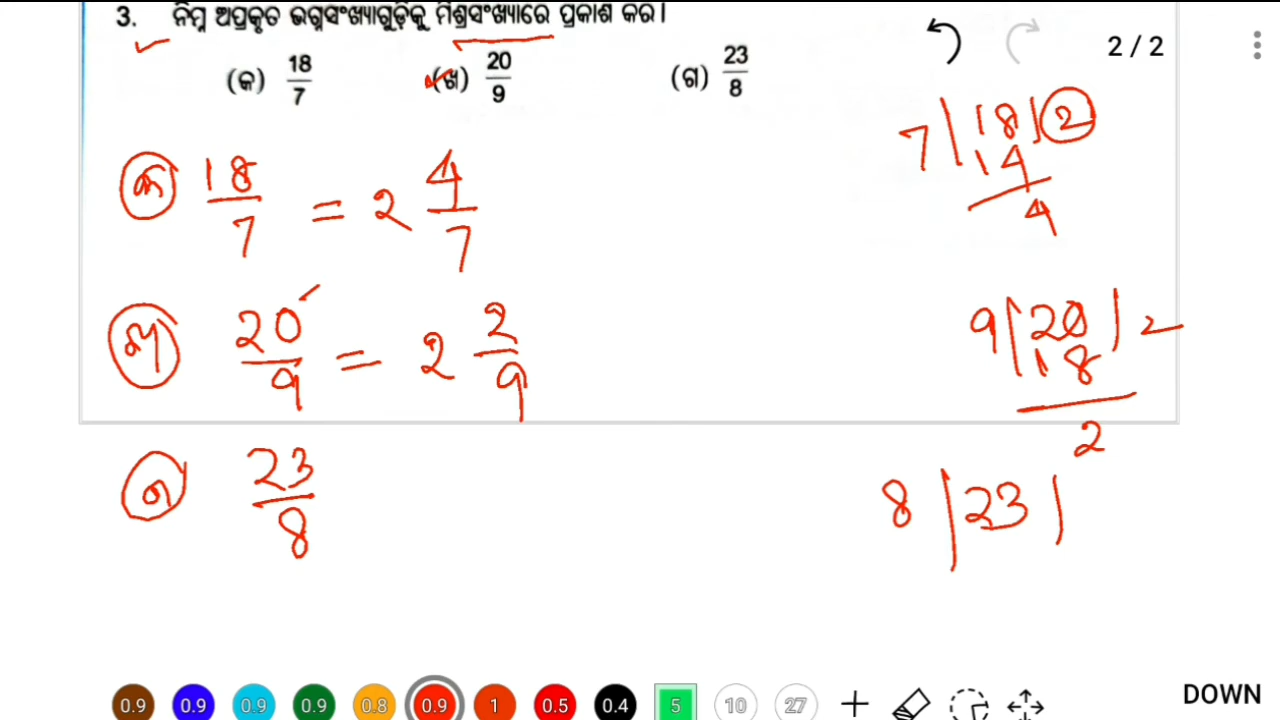 3. ନିମ୍ନ ଅପ୍ରକୃତ ଭଗ୍ନସଂଖ୍ୟାଗୁଡ଼ିକୁ ମିଶ୍ରସଂଖ୍ୟାରେ ପ୍ରକାଶ କର।
2 / 2
(କ) 18/7 (ଖ) 20/9 (ଗ) 23/8
7 | 18 | 2
14
4
କ 18/7 = 2 4/7
ଖ 20/9 = 2 2/9
9 | 20 | 2
18
2
ଗ 23/8
8 | 23 |
0.9 0.9 0.9 0.9 0.8 0.9 1 0.5 0.4 5 10 27
DOWN